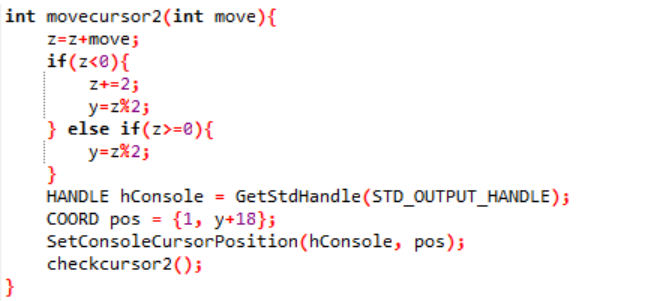 int movecursor2(int move){
    z=z+move;
    if(z<0){
        z+=2;
        y=z%2;
    } else if(z>=0){
        y=z%2;
    }
    HANDLE hConsole = GetStdHandle(STD_OUTPUT_HANDLE);
    COORD pos = {1, y+18};
    SetConsoleCursorPosition(hConsole, pos);
    checkcursor2();
}